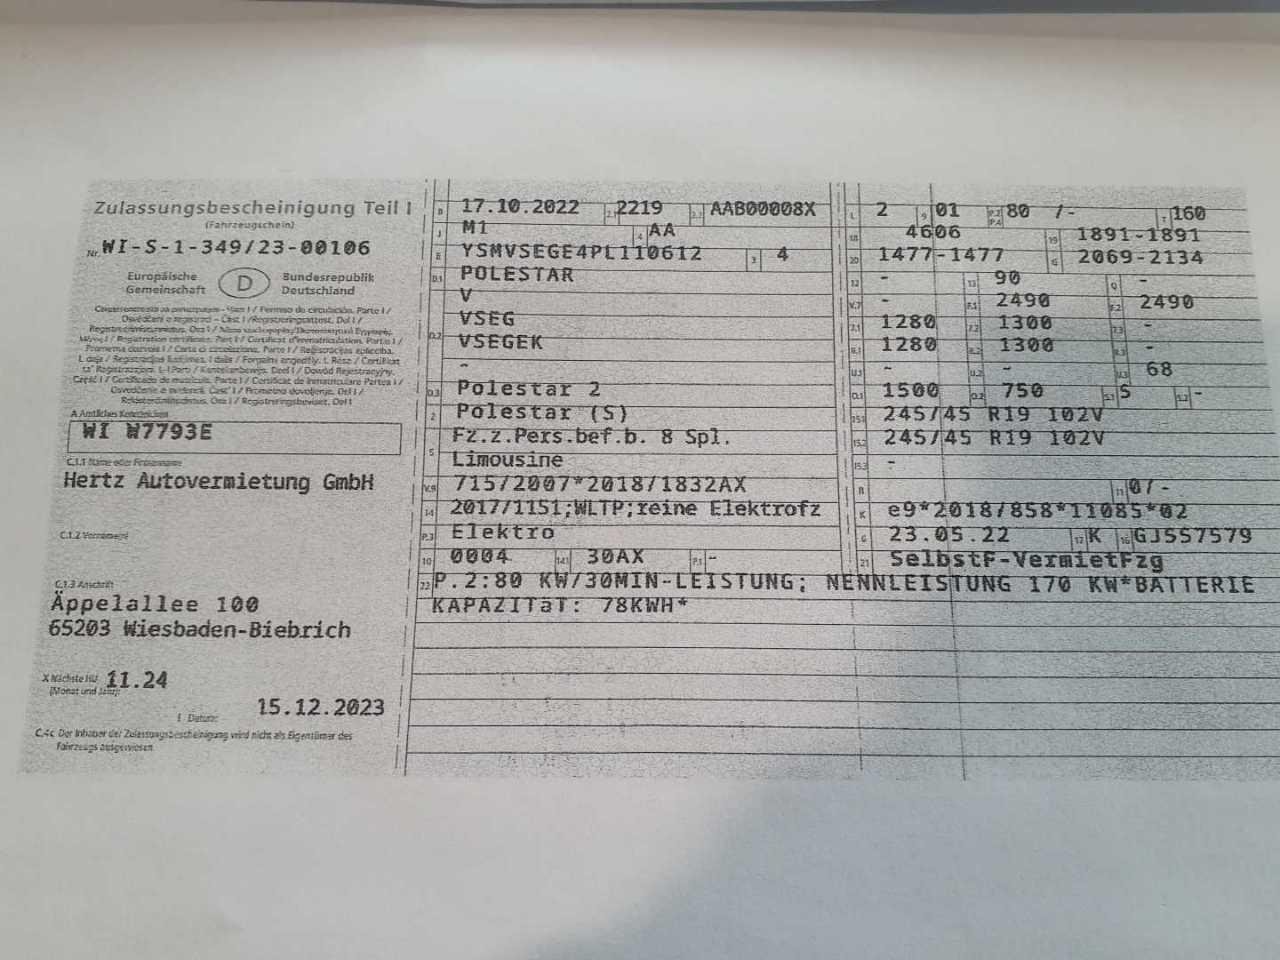 Zulassungsbescheinigung Teil I
(Fahrzeugschein)
Nr. WI-S-1-349/23-00106
Europäische Gemeinschaft
D
Bundesrepublik Deutschland
A Amtliches Kennzeichen
WI W7793E
C.1.1 Name oder Firmenname
Hertz Autovermietung GmbH
C.1.2 Vorname(n)
C.1.3 Anschrift
Äppelallee 100
65203 Wiesbaden-Biebrich
X Nächste HU 11.24
(Monat und Jahr)
15.12.2023
I Datum:
C.4c Der Inhaber der Zulassungsbescheinigung wird nicht als Eigentümer des
Fahrzeugs ausgewiesen.
B 17.10.2022 2.1 2219 2.2 AAB00008X
J M1 4 AA
E YSMVSEGE4PL110612 3 4
D.1 POLESTAR
V
D.2 VSEG
VSEGEK
-
D.3 Polestar 2
2 Polestar (S)
5 Fz.z.Pers.bef.b. 8 Spl.
Limousine
V.9 715/2007*2018/1832AX
14 2017/1151;WLTP;reine Elektrofz
P.3 Elektro
10 0004 14.1 30AX P.1 -
L 2 9 01 P.2 P.4 80 /- T 160
18 4606 19 1891-1891
20 1477-1477 G 2069-2134
12 - 13 90 Q -
V.7 - F.1 2490 F.2 2490
7.1 1280 7.2 1300 7.3 -
8.1 1280 8.2 1300 8.3 -
U.1 - U.2 - U.3 68
O.1 1500 O.2 750 S.1 5 S.2 -
15.1 245/45 R19 102V
15.2 245/45 R19 102V
15.3 -
R 11 0/-
K e9*2018/858*11085*02
6 23.05.22 17 K 16 GJ557579
21 Selbstf-VermietFzg
22 P.2:80 KW/30MIN-LEISTUNG; NENNLEISTUNG 170 KW*BATTERIE
KAPAZITäT: 78KWH*